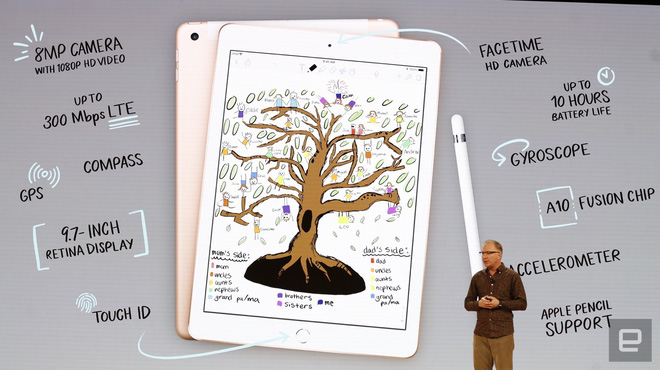 8MP CAMERA
WITH 1080P HD VIDEO
UP TO
300 Mbps LTE
COMPASS
GPS
9.7-INCH
RETINA DISPLAY
TOUCH ID
FACETIME
HD CAMERA
UP TO
10 HOURS
BATTERY LIFE
GYROSCOPE
A10 FUSION CHIP
ACCELEROMETER
APPLE PENCIL
SUPPORT
mum's side:
mum
uncles
aunts
nephews
grand pa/ma
brothers
sisters
me
dad's side:
dad
uncles
aunts
nephews
grand pa/ma
e